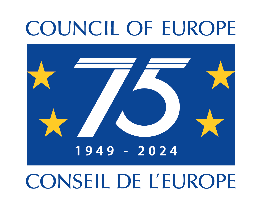 COUNCIL OF EUROPE
75
1949 - 2024
CONSEIL DE L'EUROPE